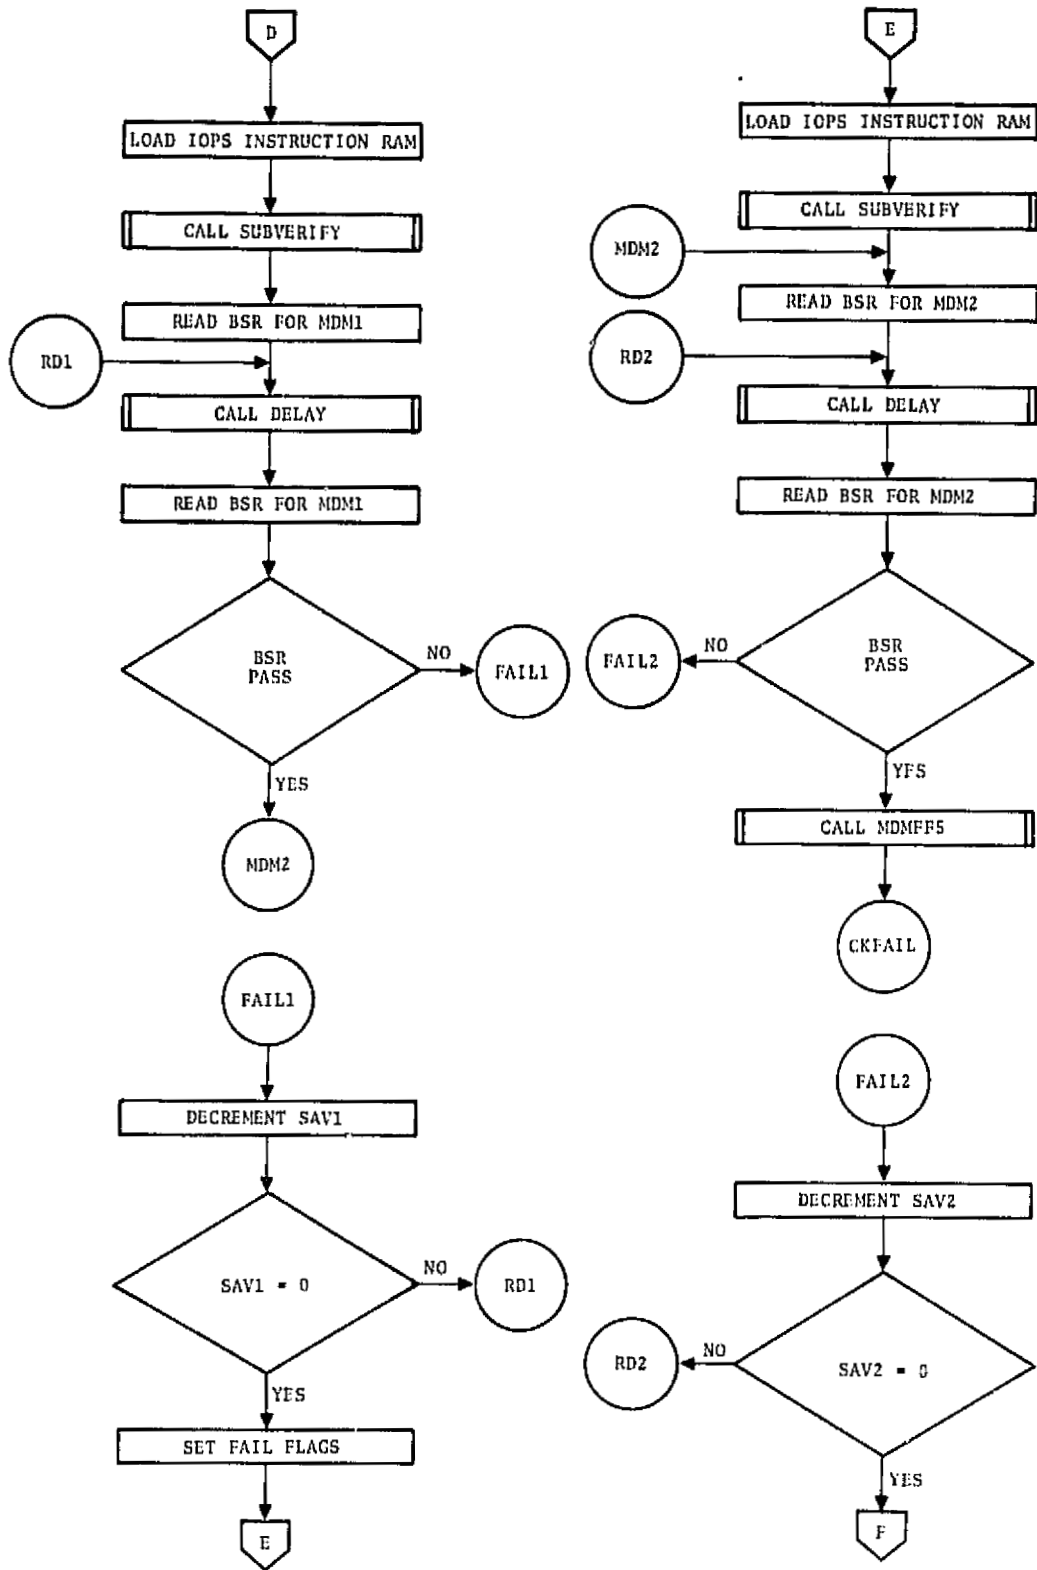 D
LOAD IOPS INSTRUCTION RAM
CALL SUBVERIFY
READ BSR FOR MDM1
RD1
CALL DELAY
READ BSR FOR MDM1
BSR
PASS
NO
FAIL1
YES
MDM2
FAIL1
DECREMENT SAV1
SAV1 = 0
NO
RD1
YES
SET FAIL FLAGS
E
E
LOAD IOPS INSTRUCTION RAM
CALL SUBVERIFY
MDM2
READ BSR FOR MDM2
RD2
CALL DELAY
READ BSR FOR MDM2
BSR
PASS
NO
FAIL2
YES
CALL MDMFF5
CKFAIL
FAIL2
DECREMENT SAV2
SAV2 = 0
NO
RD2
YES
F